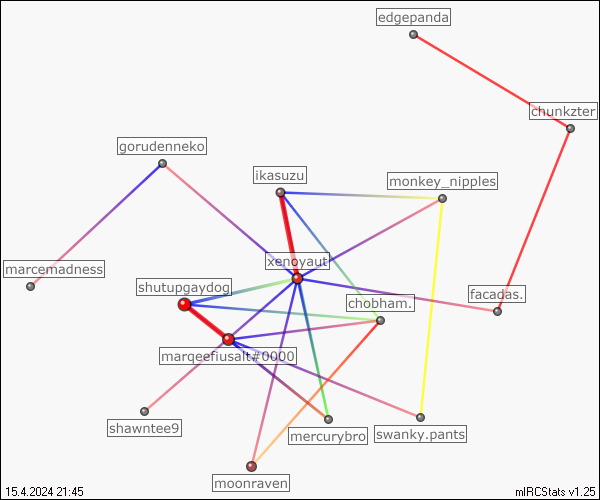 edgepanda
chunkzter
gorudenneko
ikasuzu
monkey_nipples
xenoyaut
marcemadness
shutupgaydog
chobham.
facadas.
marqeefiusalt#0000
shawntee9
mercurybro
swanky.pants
moonraven
15.4.2024 21:45
mIRCStats v1.25